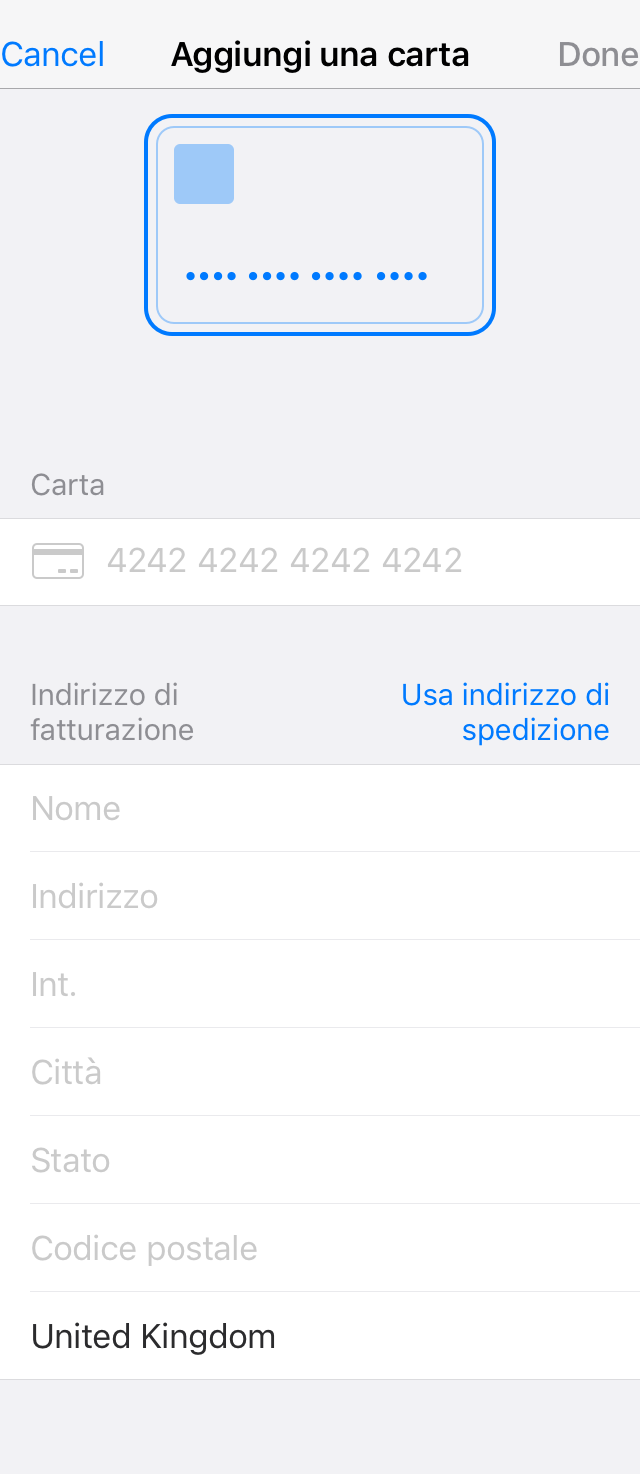 Cancel Aggiungi una carta Done
•••• •••• •••• ••••
Carta
4242 4242 4242 4242
Indirizzo di fatturazione
Usa indirizzo di spedizione
Nome
Indirizzo
Int.
Città
Stato
Codice postale
United Kingdom